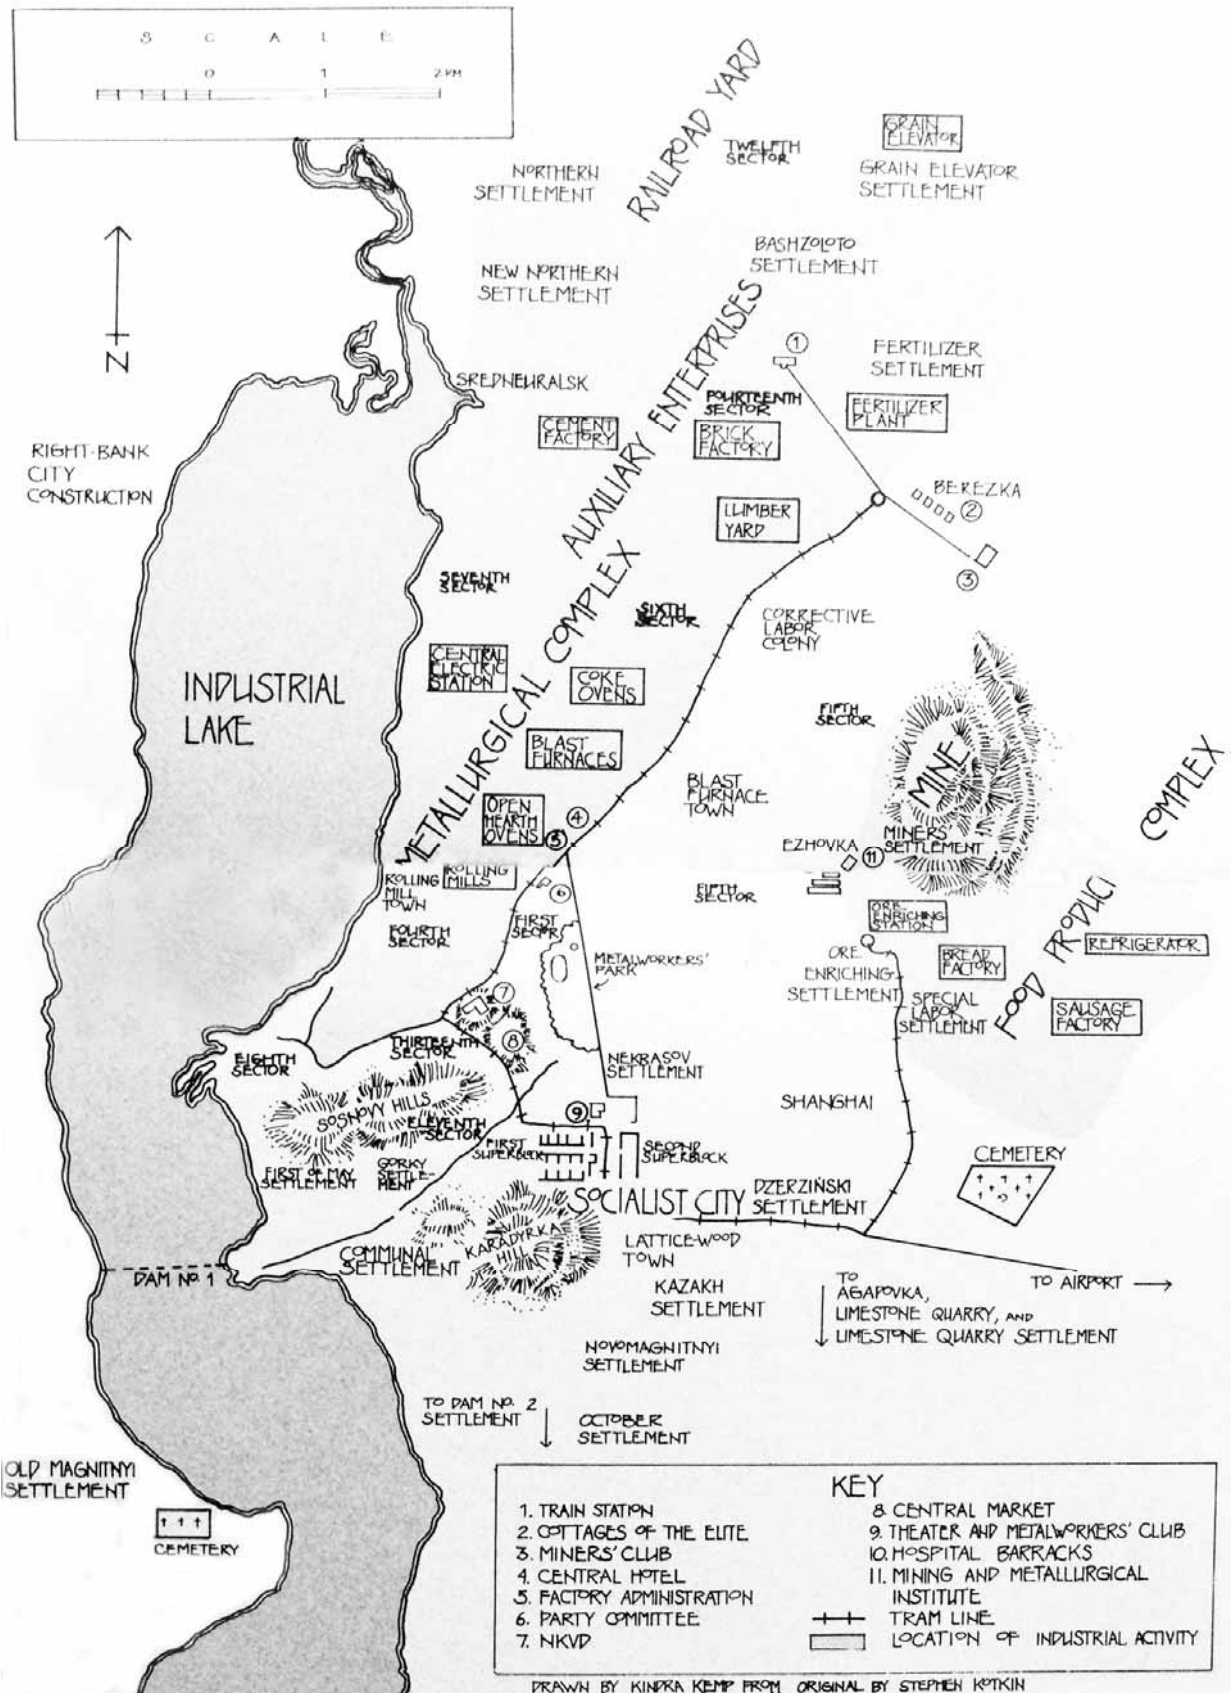 SCALE
0 1 2 KM
RAILROAD YARD
TWELFTH
SECTOR
GRAIN
ELEVATOR
GRAIN ELEVATOR
SETTLEMENT
NORTHERN
SETTLEMENT
BASHZOLOTO
SETTLEMENT
NEW NORTHERN
SETTLEMENT
N
AUXILIARY ENTERPRISES
1
FERTILIZER
SETTLEMENT
SREDNEURALSK
FOURTEENTH
SECTOR
FERTILIZER
PLANT
CEMENT
FACTORY
BRICK
FACTORY
RIGHT-BANK
CITY
CONSTRUCTION
BEREZKA
2
LUMBER
YARD
3
SEVENTH
SECTOR
METALLURGICAL COMPLEX
SIXTH
SECTOR
CORRECTIVE
LABOR
COLONY
CENTRAL
ELECTRIC
STATION
COKE
OVENS
INDUSTRIAL
LAKE
FIFTH
SECTOR
BLAST
FURNACES
MINE
BLAST
FURNACE
TOWN
COMPLEX
OPEN
HEARTH
OVENS
4
5
EZHOVKA
11
MINERS'
SETTLEMENT
ROLLING
MILL
TOWN
ROLLING
MILLS
6
FIFTH
SECTOR
ORE
ENRICHING
STATION
FOOD PRODUCT
REFRIGERATOR
FOURTH
SECTOR
FIRST
SECTOR
METALWORKERS'
PARK
ORE
ENRICHING
SETTLEMENT
BREAD
FACTORY
7
SPECIAL
LABOR
SETTLEMENT
SAUSAGE
FACTORY
8
THIRTEENTH
SECTOR
EIGHTH
SECTOR
NEKRASOV
SETTLEMENT
SOSNOVY HILLS
SHANGHAI
ELEVENTH
SECTOR
9
FIRST
SUPERBLOCK
SECOND
SUPERBLOCK
CEMETERY
FIRST OF MAY
SETTLEMENT
GORKY
SETTLE-
MENT
SOCIALIST CITY
DZERZIŃSKI
SETTLEMENT
KARADYRKA
HILL
COMMUNAL
SETTLEMENT
LATTICE-WOOD
TOWN
DAM NO. 1
KAZAKH
SETTLEMENT
TO
AGAPOVKA,
LIMESTONE QUARRY, AND
LIMESTONE QUARRY SETTLEMENT
TO AIRPORT
NOVOMAGNITNYI
SETTLEMENT
TO DAM NO. 2
SETTLEMENT
OCTOBER
SETTLEMENT
OLD MAGNITNYI
SETTLEMENT
CEMETERY
KEY
1. TRAIN STATION
2. COTTAGES OF THE ELITE
3. MINERS' CLUB
4. CENTRAL HOTEL
5. FACTORY ADMINISTRATION
6. PARTY COMMITTEE
7. NKVD
8. CENTRAL MARKET
9. THEATER AND METALWORKERS' CLUB
10. HOSPITAL BARRACKS
11. MINING AND METALLURGICAL
INSTITUTE
TRAM LINE
LOCATION OF INDUSTRIAL ACTIVITY
DRAWN BY KINDRA KEMP FROM ORIGINAL BY STEPHEN KOTKIN